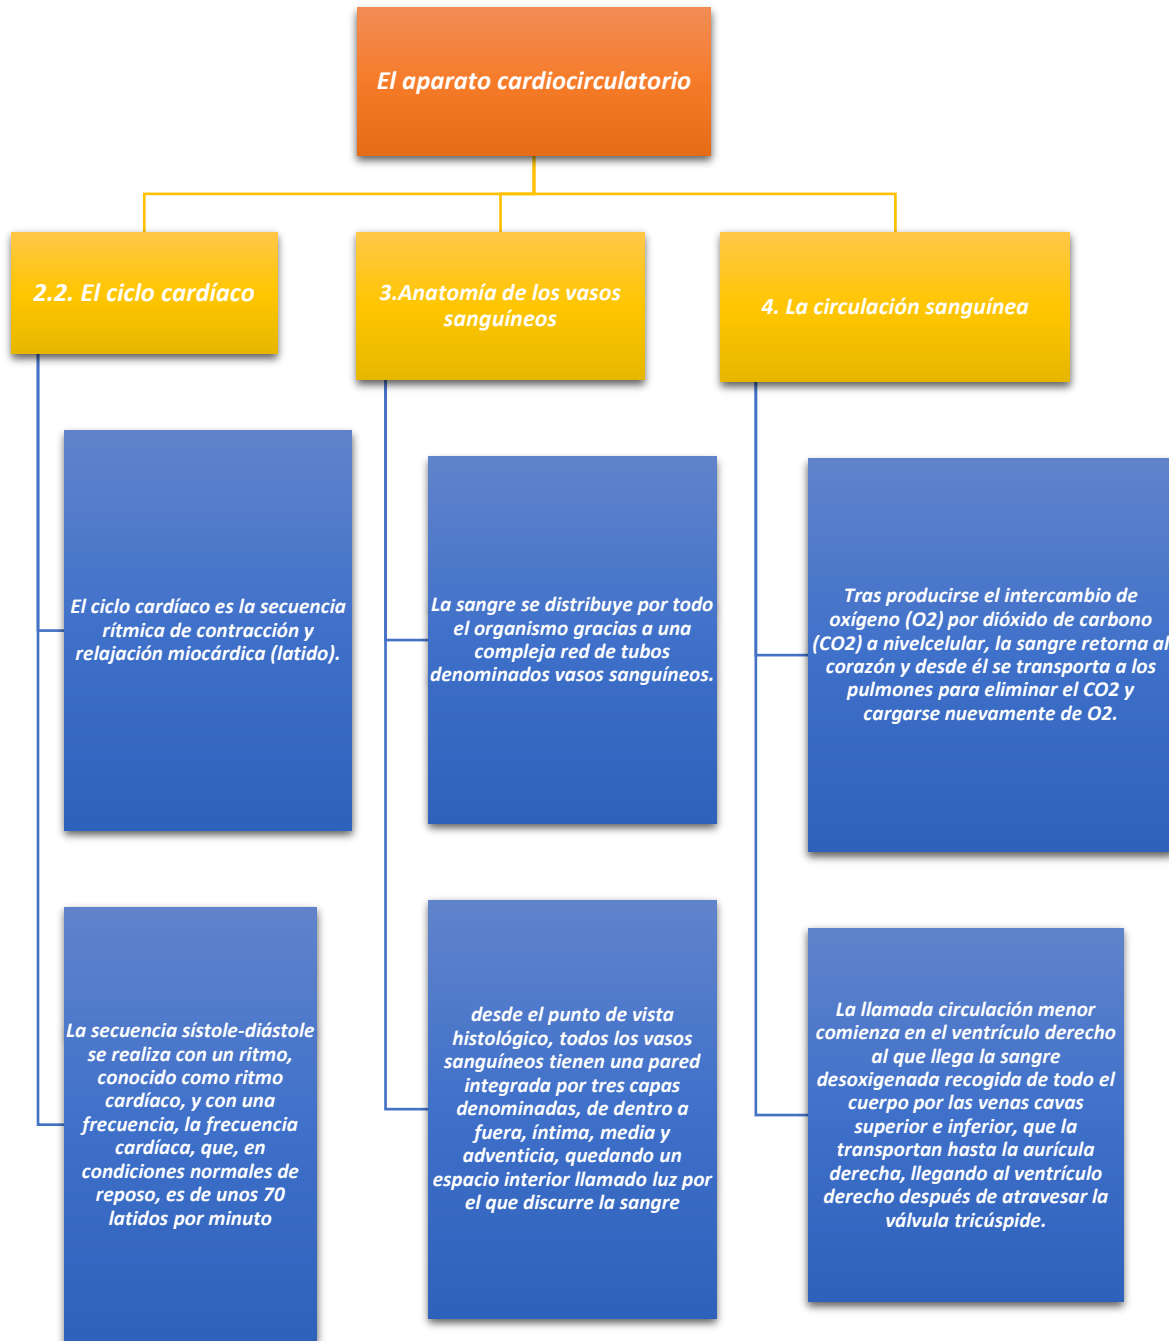 El aparato cardiocirculatorio
2.2. El ciclo cardíaco
3.Anatomía de los vasos
sanguíneos
4. La circulación sanguínea
El ciclo cardíaco es la secuencia
rítmica de contracción y
relajación miocárdica (latido).
La sangre se distribuye por todo
el organismo gracias a una
compleja red de tubos
denominados vasos sanguíneos.
Tras producirse el intercambio de
oxígeno (O2) por dióxido de carbono
(CO2) a nivelcelular, la sangre retorna al
corazón y desde él se transporta a los
pulmones para eliminar el CO2 y
cargarse nuevamente de O2.
La secuencia sístole-diástole
se realiza con un ritmo,
conocido como ritmo
cardíaco, y con una
frecuencia, la frecuencia
cardíaca, que, en
condiciones normales de
reposo, es de unos 70
latidos por minuto
desde el punto de vista
histológico, todos los vasos
sanguíneos tienen una pared
integrada por tres capas
denominadas, de dentro a
fuera, íntima, media y
adventicia, quedando un
espacio interior llamado luz por
el que discurre la sangre
La llamada circulación menor
comienza en el ventrículo derecho
al que llega la sangre
desoxigenada recogida de todo el
cuerpo por las venas cavas
superior e inferior, que la
transportan hasta la aurícula
derecha, llegando al ventrículo
derecho después de atravesar la
válvula tricúspide.